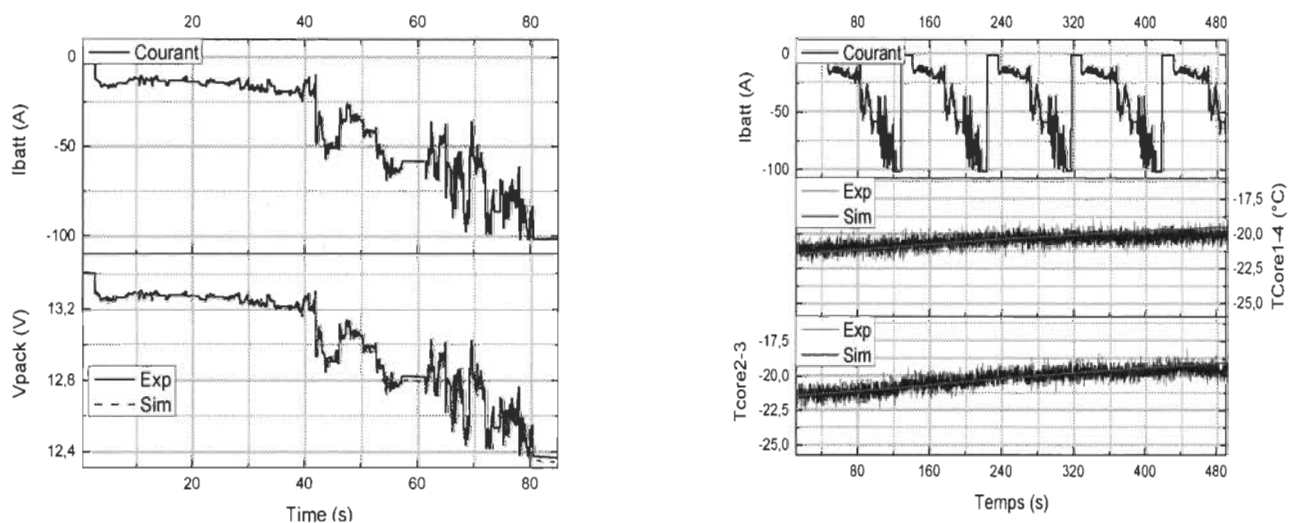 20 40 60 80
0
Courant
-50
-100
Ibatt (A)
13,2
12,8
12,4
Vpack (V)
Exp
Sim
20 40 60 80
Time (s)
80 160 240 320 400 480
0
Courant
-50
-100
Ibatt (A)
Exp
Sim
-17,5
-20,0
-22,5
-25,0
TCore1-4 (°C)
Exp
Sim
-17,5
-20,0
-22,5
-25,0
Tcore2-3
80 160 240 320 400 480
Temps (s)